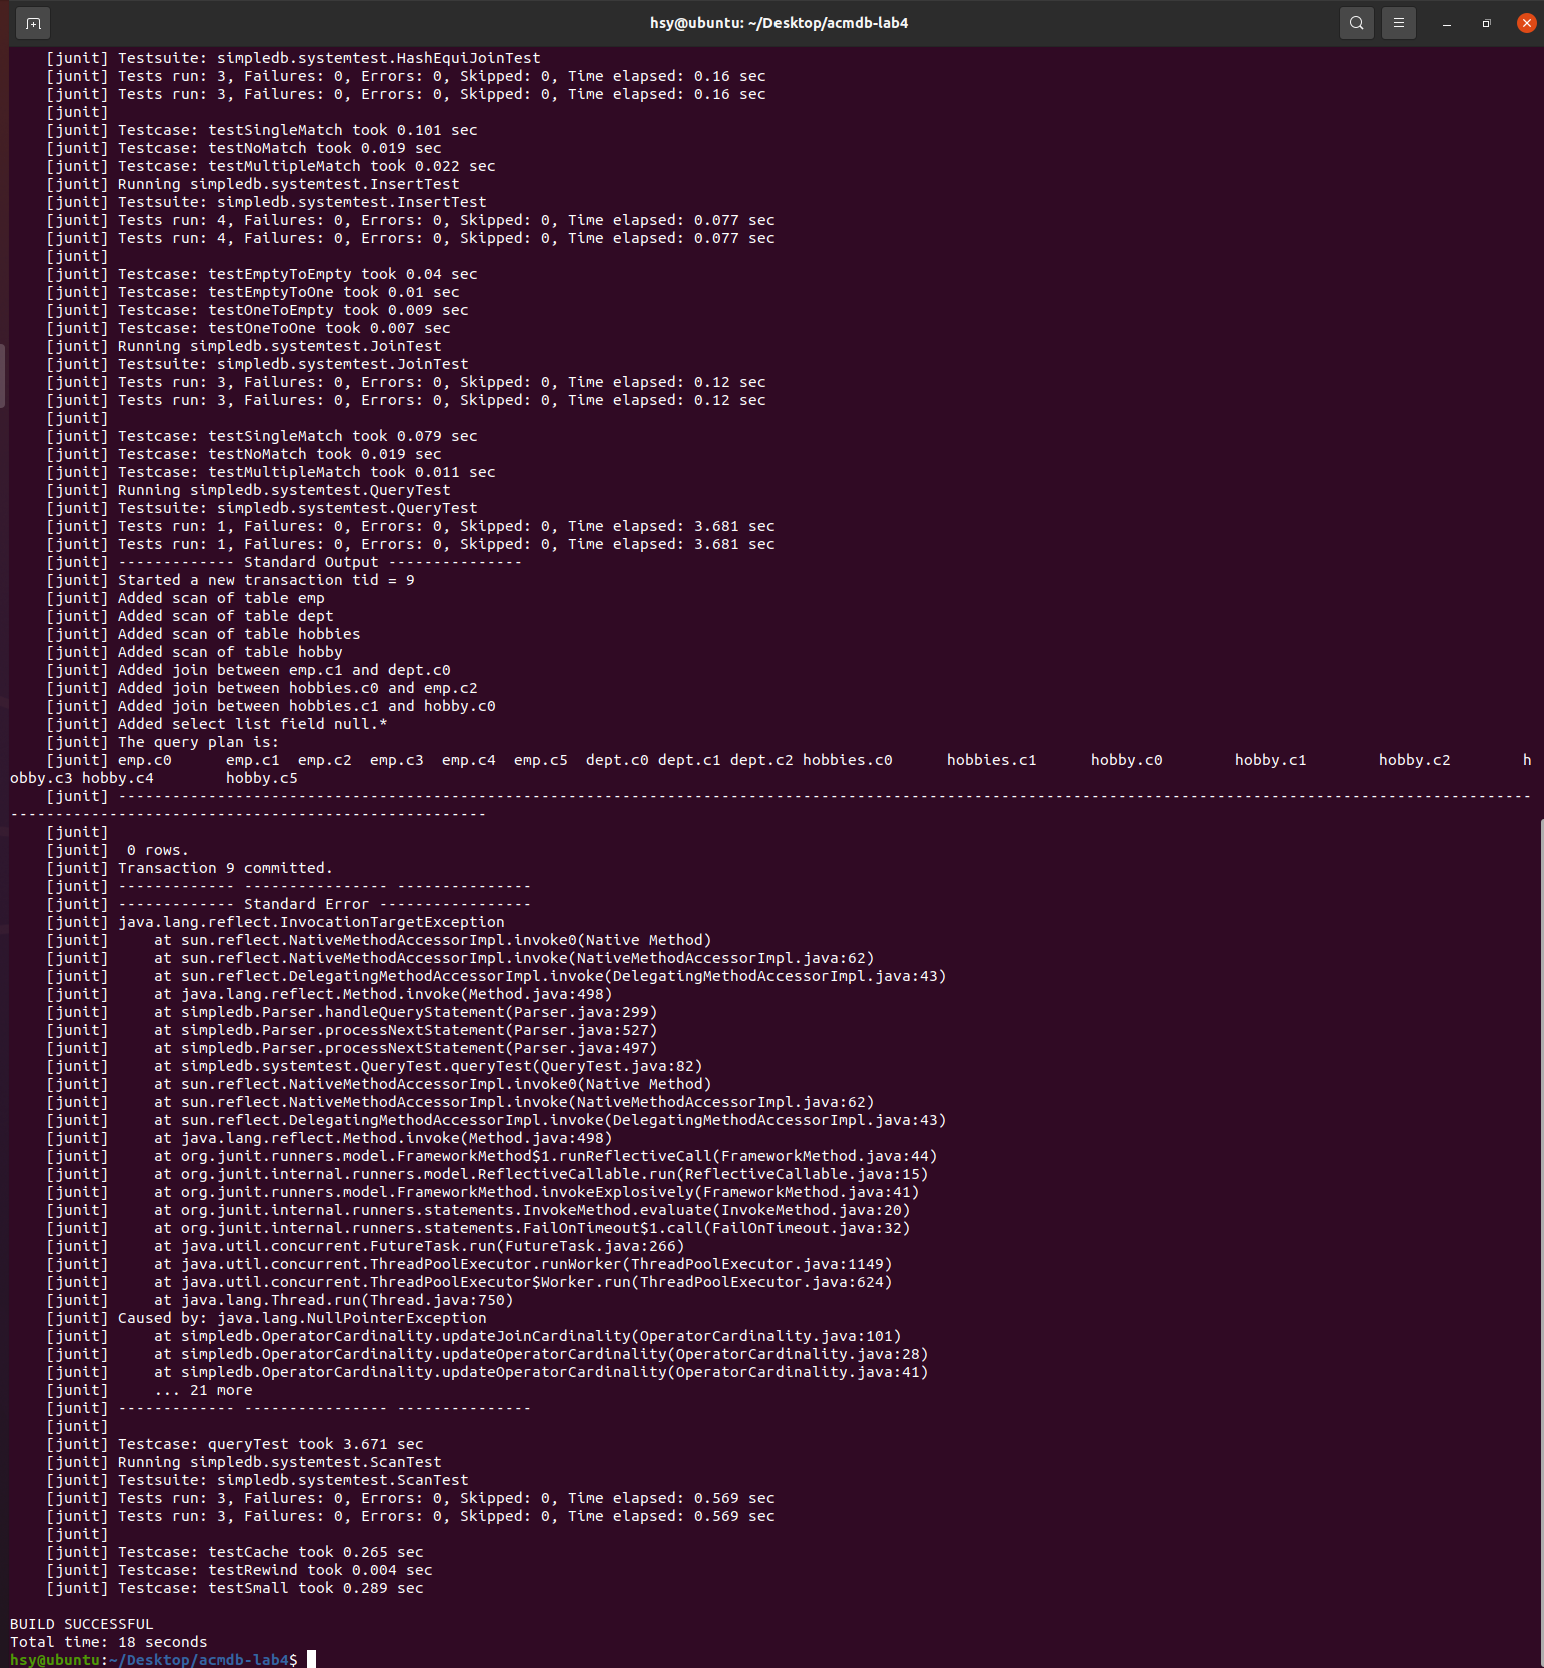 hsy@ubuntu: ~/Desktop/acmdb-lab4
[junit] Testsuite: simpledb.systemtest.HashEquiJoinTest
[junit] Tests run: 3, Failures: 0, Errors: 0, Skipped: 0, Time elapsed: 0.16 sec
[junit] Tests run: 3, Failures: 0, Errors: 0, Skipped: 0, Time elapsed: 0.16 sec
[junit]
[junit] Testcase: testSingleMatch took 0.101 sec
[junit] Testcase: testNoMatch took 0.019 sec
[junit] Testcase: testMultipleMatch took 0.022 sec
[junit] Running simpledb.systemtest.InsertTest
[junit] Testsuite: simpledb.systemtest.InsertTest
[junit] Tests run: 4, Failures: 0, Errors: 0, Skipped: 0, Time elapsed: 0.077 sec
[junit] Tests run: 4, Failures: 0, Errors: 0, Skipped: 0, Time elapsed: 0.077 sec
[junit]
[junit] Testcase: testEmptyToEmpty took 0.04 sec
[junit] Testcase: testEmptyToOne took 0.01 sec
[junit] Testcase: testOneToEmpty took 0.009 sec
[junit] Testcase: testOneToOne took 0.007 sec
[junit] Running simpledb.systemtest.JoinTest
[junit] Testsuite: simpledb.systemtest.JoinTest
[junit] Tests run: 3, Failures: 0, Errors: 0, Skipped: 0, Time elapsed: 0.12 sec
[junit] Tests run: 3, Failures: 0, Errors: 0, Skipped: 0, Time elapsed: 0.12 sec
[junit]
[junit] Testcase: testSingleMatch took 0.079 sec
[junit] Testcase: testNoMatch took 0.019 sec
[junit] Testcase: testMultipleMatch took 0.011 sec
[junit] Running simpledb.systemtest.QueryTest
[junit] Testsuite: simpledb.systemtest.QueryTest
[junit] Tests run: 1, Failures: 0, Errors: 0, Skipped: 0, Time elapsed: 3.681 sec
[junit] Tests run: 1, Failures: 0, Errors: 0, Skipped: 0, Time elapsed: 3.681 sec
[junit] ------------- Standard Output ---------------
[junit] Started a new transaction tid = 9
[junit] Added scan of table emp
[junit] Added scan of table dept
[junit] Added scan of table hobbies
[junit] Added scan of table hobby
[junit] Added join between emp.c1 and dept.c0
[junit] Added join between hobbies.c0 and emp.c2
[junit] Added join between hobbies.c1 and hobby.c0
[junit] Added select list field null.*
[junit] The query plan is:
[junit] emp.c0 emp.c1 emp.c2 emp.c3 emp.c4 emp.c5 dept.c0 dept.c1 dept.c2 hobbies.c0 hobbies.c1 hobby.c0 hobby.c1 hobby.c2 h
obby.c3 hobby.c4 hobby.c5
[junit] -------------------------------------------------------------------------------------------------------------------------------------------------------------
-----------------------------------------------------
[junit]
[junit] 0 rows.
[junit] Transaction 9 committed.
[junit] ------------- ---------------- ---------------
[junit] ------------- Standard Error -----------------
[junit] java.lang.reflect.InvocationTargetException
[junit] at sun.reflect.NativeMethodAccessorImpl.invoke0(Native Method)
[junit] at sun.reflect.NativeMethodAccessorImpl.invoke(NativeMethodAccessorImpl.java:62)
[junit] at sun.reflect.DelegatingMethodAccessorImpl.invoke(DelegatingMethodAccessorImpl.java:43)
[junit] at java.lang.reflect.Method.invoke(Method.java:498)
[junit] at simpledb.Parser.handleQueryStatement(Parser.java:299)
[junit] at simpledb.Parser.processNextStatement(Parser.java:527)
[junit] at simpledb.Parser.processNextStatement(Parser.java:497)
[junit] at simpledb.systemtest.QueryTest.queryTest(QueryTest.java:82)
[junit] at sun.reflect.NativeMethodAccessorImpl.invoke0(Native Method)
[junit] at sun.reflect.NativeMethodAccessorImpl.invoke(NativeMethodAccessorImpl.java:62)
[junit] at sun.reflect.DelegatingMethodAccessorImpl.invoke(DelegatingMethodAccessorImpl.java:43)
[junit] at java.lang.reflect.Method.invoke(Method.java:498)
[junit] at org.junit.runners.model.FrameworkMethod$1.runReflectiveCall(FrameworkMethod.java:44)
[junit] at org.junit.internal.runners.model.ReflectiveCallable.run(ReflectiveCallable.java:15)
[junit] at org.junit.runners.model.FrameworkMethod.invokeExplosively(FrameworkMethod.java:41)
[junit] at org.junit.internal.runners.statements.InvokeMethod.evaluate(InvokeMethod.java:20)
[junit] at org.junit.internal.runners.statements.FailOnTimeout$1.call(FailOnTimeout.java:32)
[junit] at java.util.concurrent.FutureTask.run(FutureTask.java:266)
[junit] at java.util.concurrent.ThreadPoolExecutor.runWorker(ThreadPoolExecutor.java:1149)
[junit] at java.util.concurrent.ThreadPoolExecutor$Worker.run(ThreadPoolExecutor.java:624)
[junit] at java.lang.Thread.run(Thread.java:750)
[junit] Caused by: java.lang.NullPointerException
[junit] at simpledb.OperatorCardinality.updateJoinCardinality(OperatorCardinality.java:101)
[junit] at simpledb.OperatorCardinality.updateOperatorCardinality(OperatorCardinality.java:28)
[junit] at simpledb.OperatorCardinality.updateOperatorCardinality(OperatorCardinality.java:41)
[junit] ... 21 more
[junit] ------------- ---------------- ---------------
[junit]
[junit] Testcase: queryTest took 3.671 sec
[junit] Running simpledb.systemtest.ScanTest
[junit] Testsuite: simpledb.systemtest.ScanTest
[junit] Tests run: 3, Failures: 0, Errors: 0, Skipped: 0, Time elapsed: 0.569 sec
[junit] Tests run: 3, Failures: 0, Errors: 0, Skipped: 0, Time elapsed: 0.569 sec
[junit]
[junit] Testcase: testCache took 0.265 sec
[junit] Testcase: testRewind took 0.004 sec
[junit] Testcase: testSmall took 0.289 sec
BUILD SUCCESSFUL
Total time: 18 seconds
hsy@ubuntu:~/Desktop/acmdb-lab4$